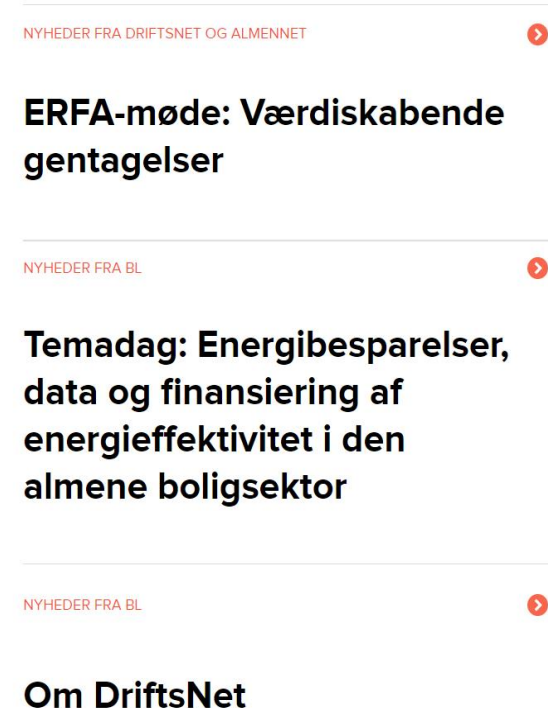 NYHEDER FRA DRIFTSNET OG ALMENNET
ERFA-møde: Værdiskabende
gentagelser
NYHEDER FRA BL
Temadag: Energibesparelser,
data og finansiering af
energieffektivitet i den
almene boligsektor
NYHEDER FRA BL
Om DriftsNet